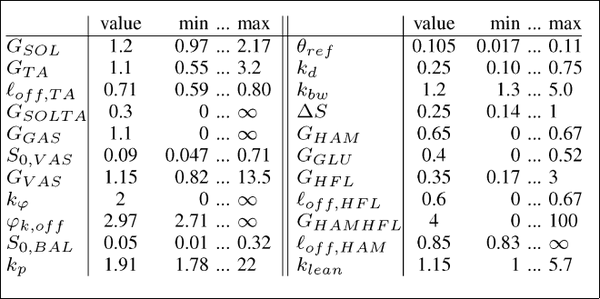 value min ... max value min ... max
G_SOL 1.2 0.97 ... 2.17 θ_ref 0.105 0.017 ... 0.11
G_TA 1.1 0.55 ... 3.2 k_d 0.25 0.10 ... 0.75
ℓ_off,TA 0.71 0.59 ... 0.80 k_bw 1.2 1.3 ... 5.0
G_SOLTA 0.3 0 ... ∞ ΔS 0.25 0.14 ... 1
G_GAS 1.1 0 ... ∞ G_HAM 0.65 0 ... 0.67
S_0,VAS 0.09 0.047 ... 0.71 G_GLU 0.4 0 ... 0.52
G_VAS 1.15 0.82 ... 13.5 G_HFL 0.35 0.17 ... 3
k_φ 2 0 ... ∞ ℓ_off,HFL 0.6 0 ... 0.67
φ_k,off 2.97 2.71 ... ∞ G_HAMHFL 4 0 ... 100
S_0,BAL 0.05 0.01 ... 0.32 ℓ_off,HAM 0.85 0.83 ... ∞
k_p 1.91 1.78 ... 22 k_lean 1.15 1 ... 5.7